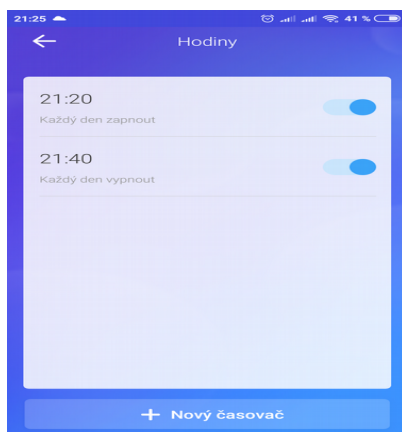 21:25 41 %
Hodiny
21:20
Každý den zapnout
21:40
Každý den vypnout
+ Nový časovač